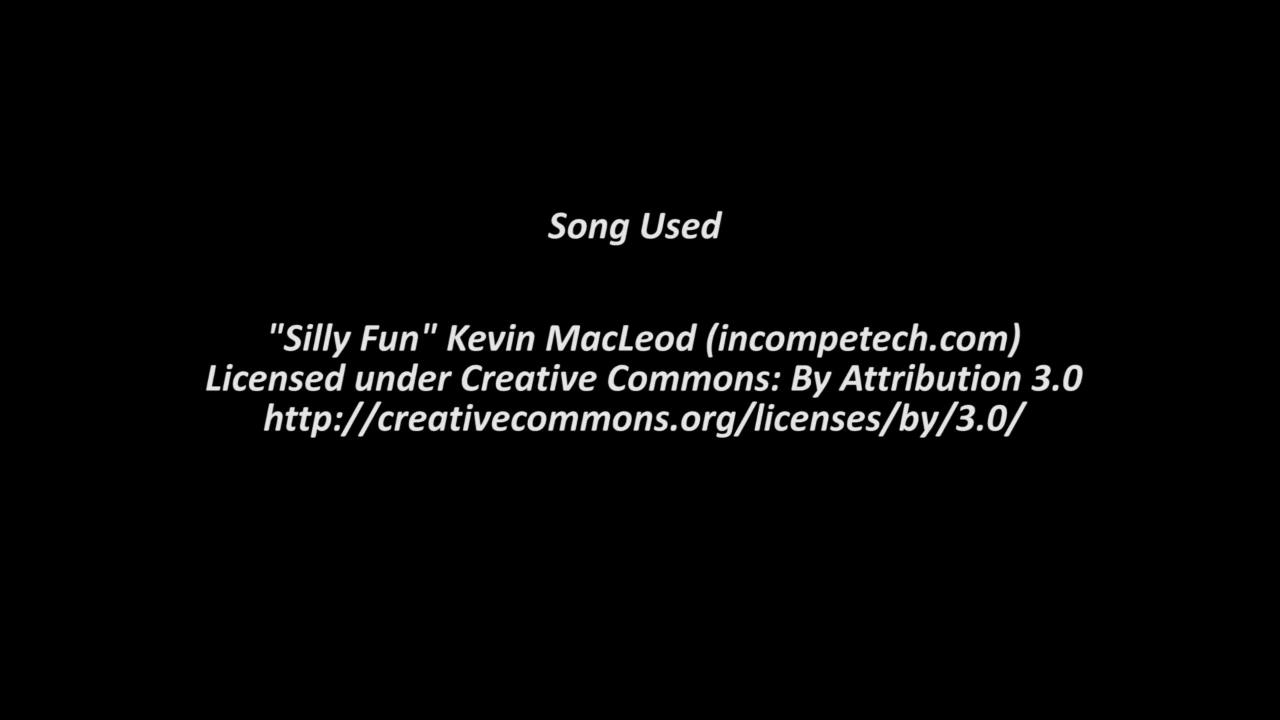 Song Used
"Silly Fun" Kevin MacLeod (incompetech.com)
Licensed under Creative Commons: By Attribution 3.0
http://creativecommons.org/licenses/by/3.0/